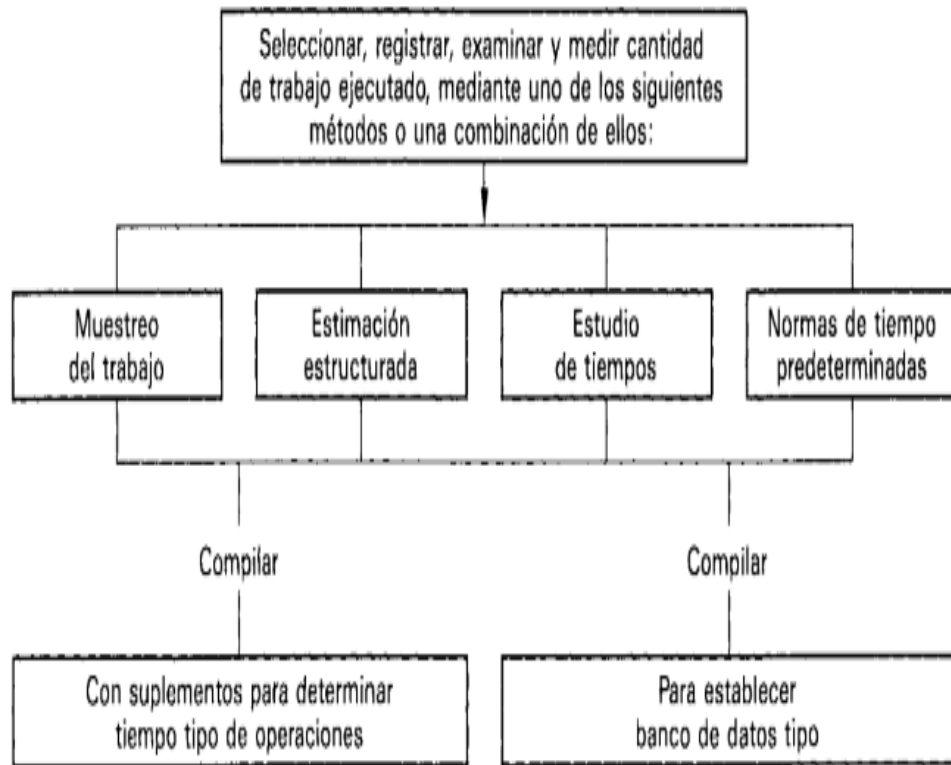 Seleccionar, registrar, examinar y medir cantidad
de trabajo ejecutado, mediante uno de los siguientes
métodos o una combinación de ellos:
Muestreo
del trabajo
Estimación
estructurada
Estudio
de tiempos
Normas de tiempo
predeterminadas
Compilar
Compilar
Con suplementos para determinar
tiempo tipo de operaciones
Para establecer
banco de datos tipo